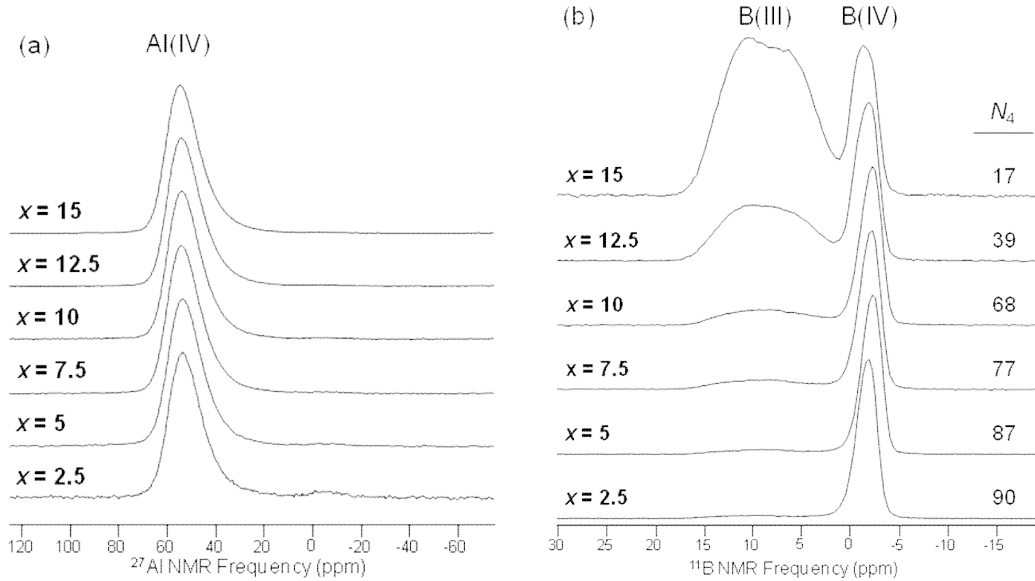 (a)
Al(IV)
x = 15
x = 12.5
x = 10
x = 7.5
x = 5
x = 2.5
120 100 80 60 40 20 0 -20 -40 -60
²⁷Al NMR Frequency (ppm)
(b)
B(III) B(IV)
N₄
x = 15 17
x = 12.5 39
x = 10 68
x = 7.5 77
x = 5 87
x = 2.5 90
30 25 20 15 10 5 0 -5 -10 -15
¹¹B NMR Frequency (ppm)